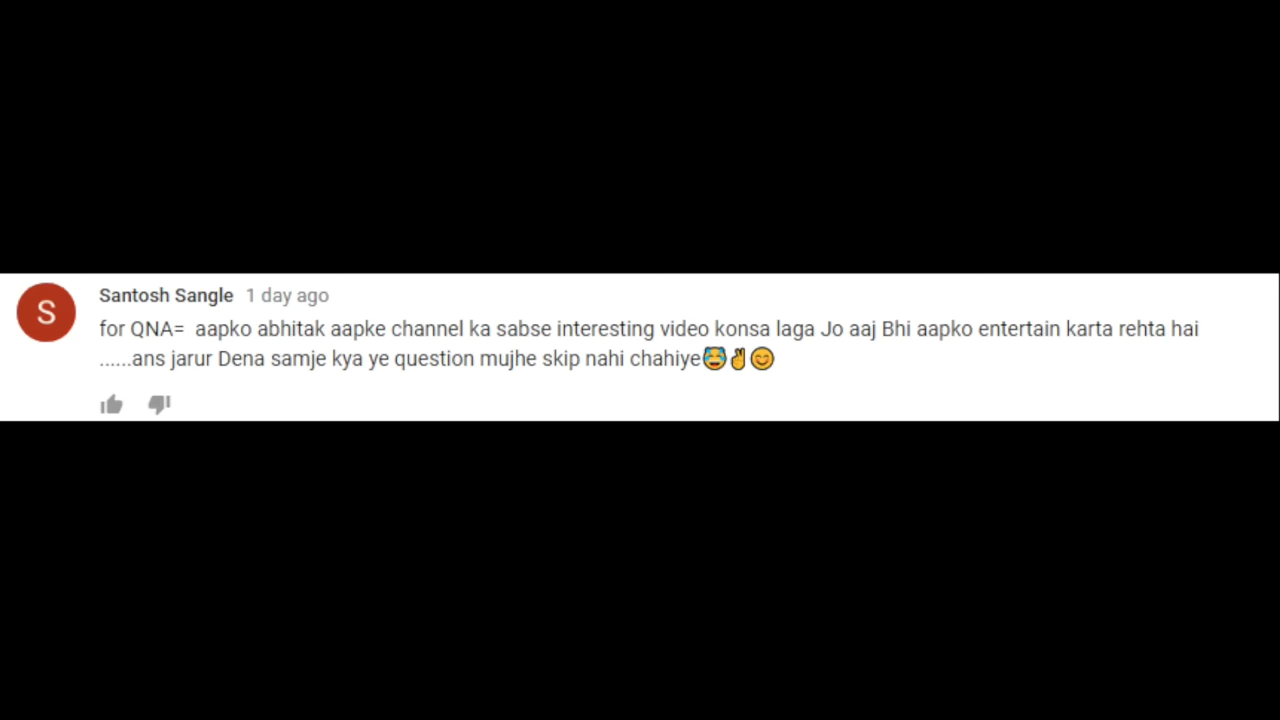 S
Santosh Sangle 1 day ago
for QNA= aapko abhitak aapke channel ka sabse interesting video konsa laga Jo aaj Bhi aapko entertain karta rehta hai
......ans jarur Dena samje kya ye question mujhe skip nahi chahiye😂✌😊